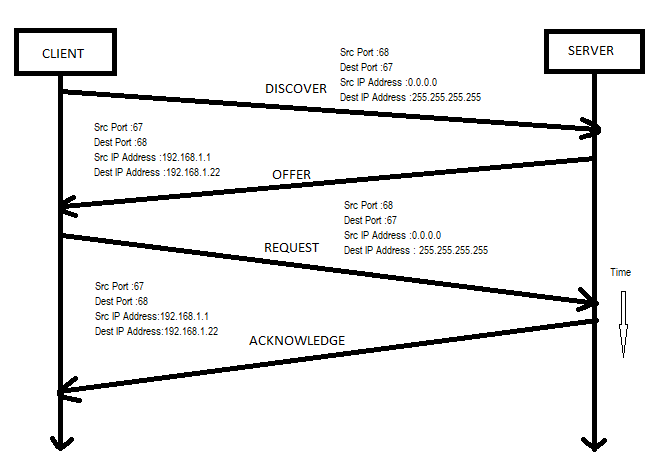 CLIENT
SERVER
Src Port :68
Dest Port :67
Src IP Address :0.0.0.0
Dest IP Address :255.255.255.255
DISCOVER
Src Port :67
Dest Port :68
Src IP Address :192.168.1.1
Dest IP Address :192.168.1.22
OFFER
Src Port :68
Dest Port :67
Src IP Address :0.0.0.0
Dest IP Address : 255.255.255.255
REQUEST
Time
Src Port :67
Dest Port :68
Src IP Address:192.168.1.1
Dest IP Address:192.168.1.22
ACKNOWLEDGE